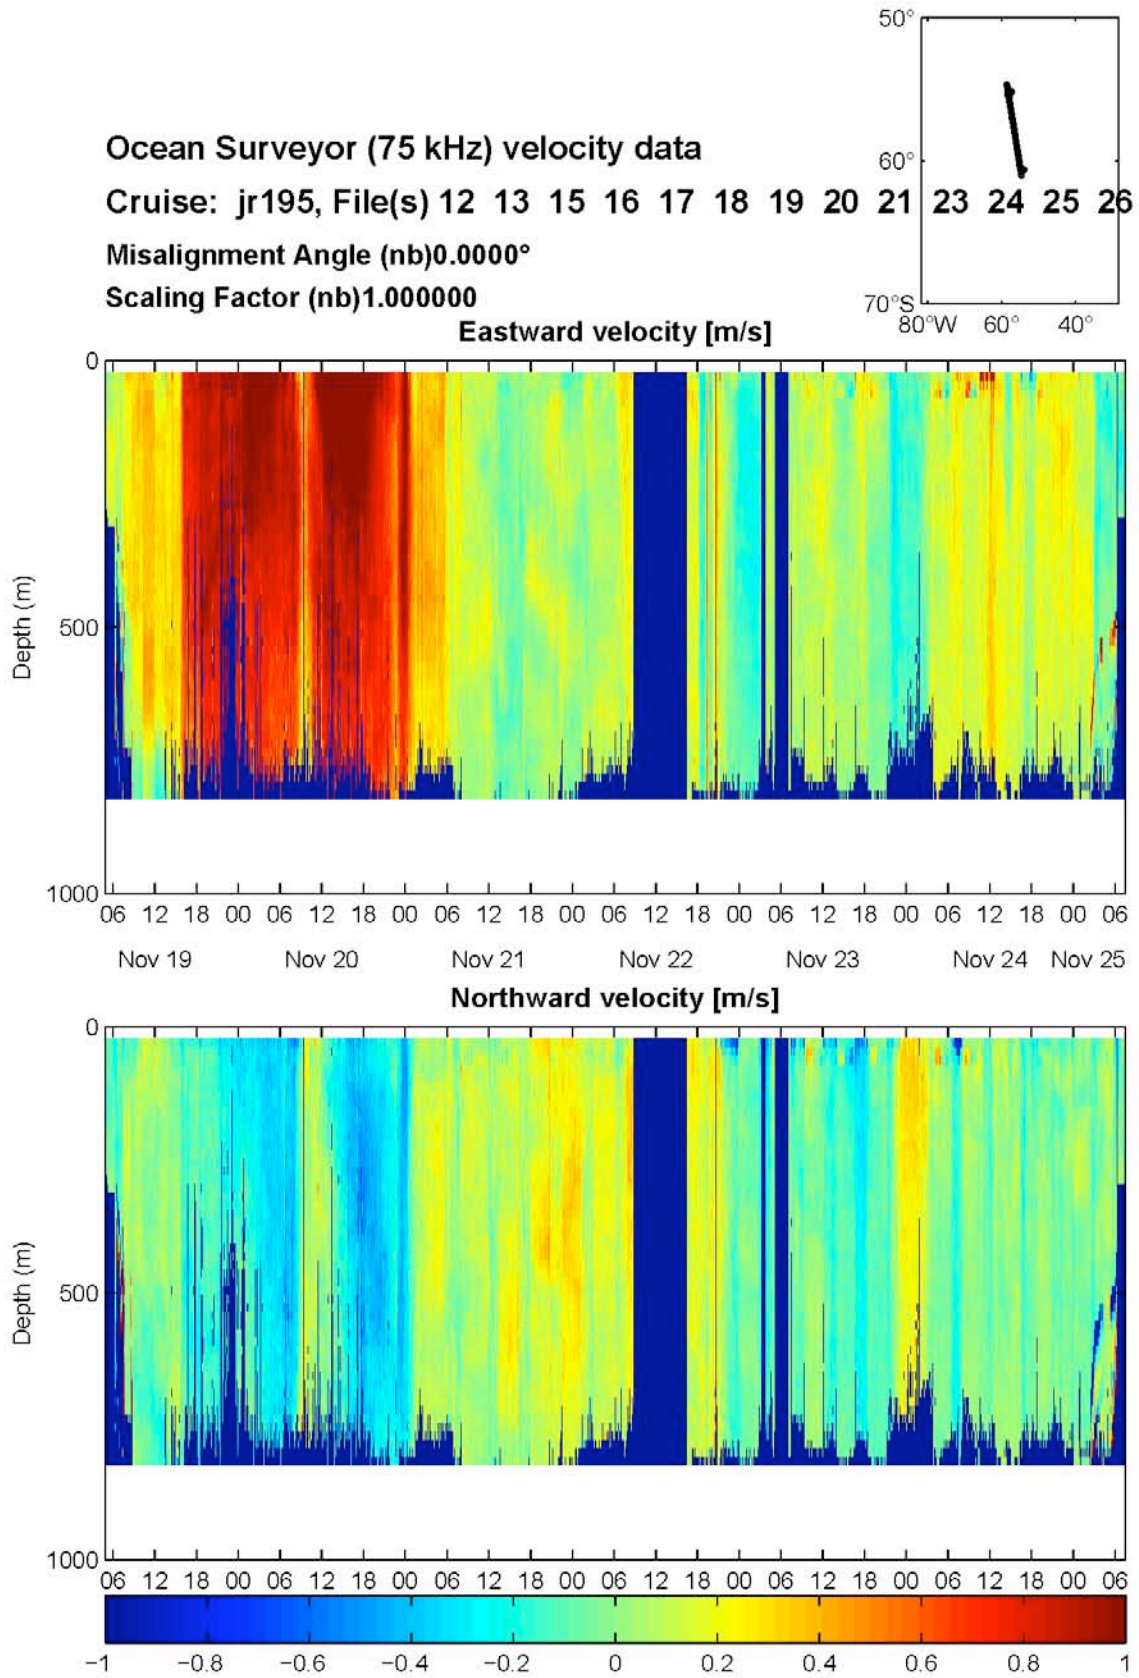 50°
Ocean Surveyor (75 kHz) velocity data
60°
Cruise: jr195, File(s) 12 13 15 16 17 18 19 20 21 23 24 25 26
Misalignment Angle (nb)0.0000°
Scaling Factor (nb)1.000000
70°S
80°W 60° 40°
Eastward velocity [m/s]
0
500
1000
Depth (m)
06 12 18 00 06 12 18 00 06 12 18 00 06 12 18 00 06 12 18 00 06 12 18 00 06
Nov 19 Nov 20 Nov 21 Nov 22 Nov 23 Nov 24 Nov 25
Northward velocity [m/s]
0
500
1000
Depth (m)
06 12 18 00 06 12 18 00 06 12 18 00 06 12 18 00 06 12 18 00 06 12 18 00 06
−1 −0.8 −0.6 −0.4 −0.2 0 0.2 0.4 0.6 0.8 1